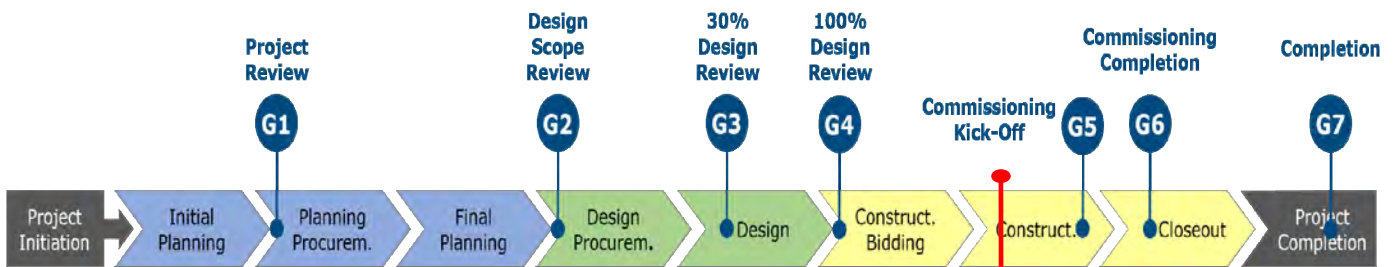 Project
Review
G1
Design
Scope
Review
G2
30%
Design
Review
G3
100%
Design
Review
G4
Commissioning
Kick-Off
G5
Commissioning
Completion
G6
Completion
G7
Project
Initiation
Initial
Planning
Planning
Procurem.
Final
Planning
Design
Procurem.
Design
Construct.
Bidding
Construct.
Closeout
Project
Completion